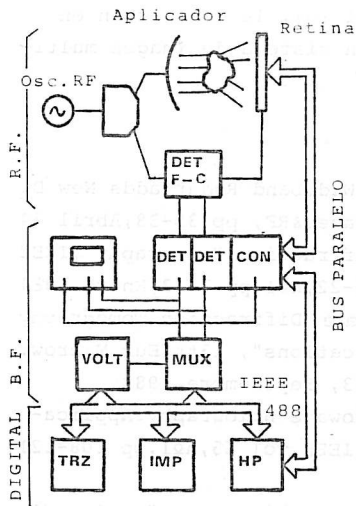 Aplicador
Retina
Osc.RF
R.F.
DET
F-C
DET DET CON
BUS PARALELO
B.F.
VOLT MUX
IEEE
488
DIGITAL
TRZ IMP HP